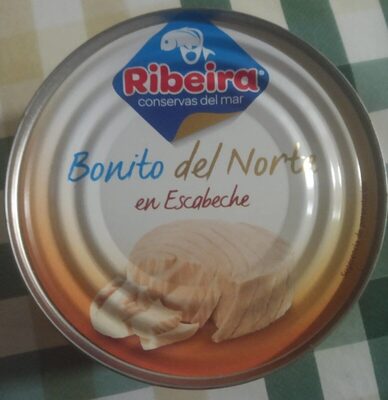 Ribeira
conservas del mar
Bonito del Norte
en Escabeche